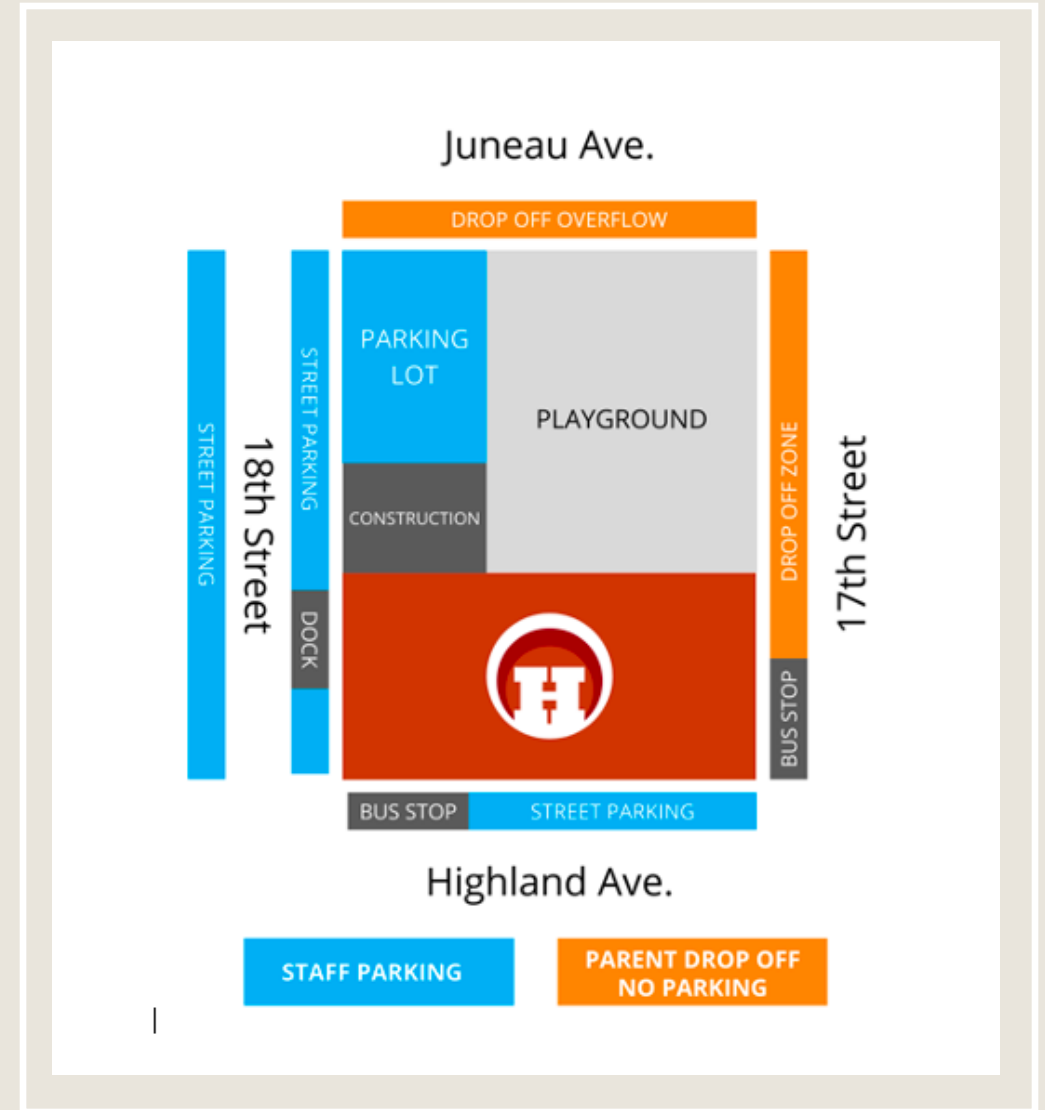 Juneau Ave.
DROP OFF OVERFLOW
STREET PARKING
18th Street
STREET PARKING
DOCK
PARKING
LOT
CONSTRUCTION
PLAYGROUND
DROP OFF ZONE
BUS STOP
17th Street
H
BUS STOP
STREET PARKING
Highland Ave.
STAFF PARKING
PARENT DROP OFF
NO PARKING